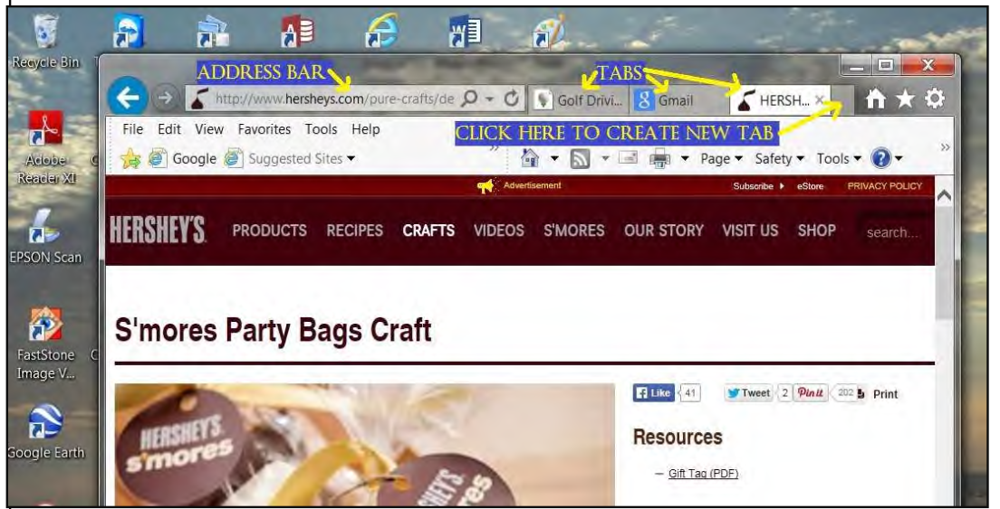 Recycle Bin
ADDRESS BAR
TABS
http://www.hersheys.com/pure-crafts/de
Golf Drivi...
8 Gmail
HERSH...
File Edit View Favorites Tools Help
CLICK HERE TO CREATE NEW TAB
Google Suggested Sites
Page Safety Tools
Adobe
Reader XI
Advertisement
Subscribe
eStore
PRIVACY POLICY
HERSHEY'S PRODUCTS RECIPES CRAFTS VIDEOS S'MORES OUR STORY VISIT US SHOP search...
EPSON Scan
S'mores Party Bags Craft
FastStone
Image V...
Like 41 Tweet 2 Pin it 202 Print
HERSHEY'S
s'mores
Resources
Google Earth
– Gift Tag (PDF)
HERSHEY'S